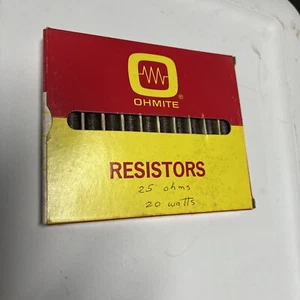 OHMITE
®
RESISTORS
25 ohms
20 watts